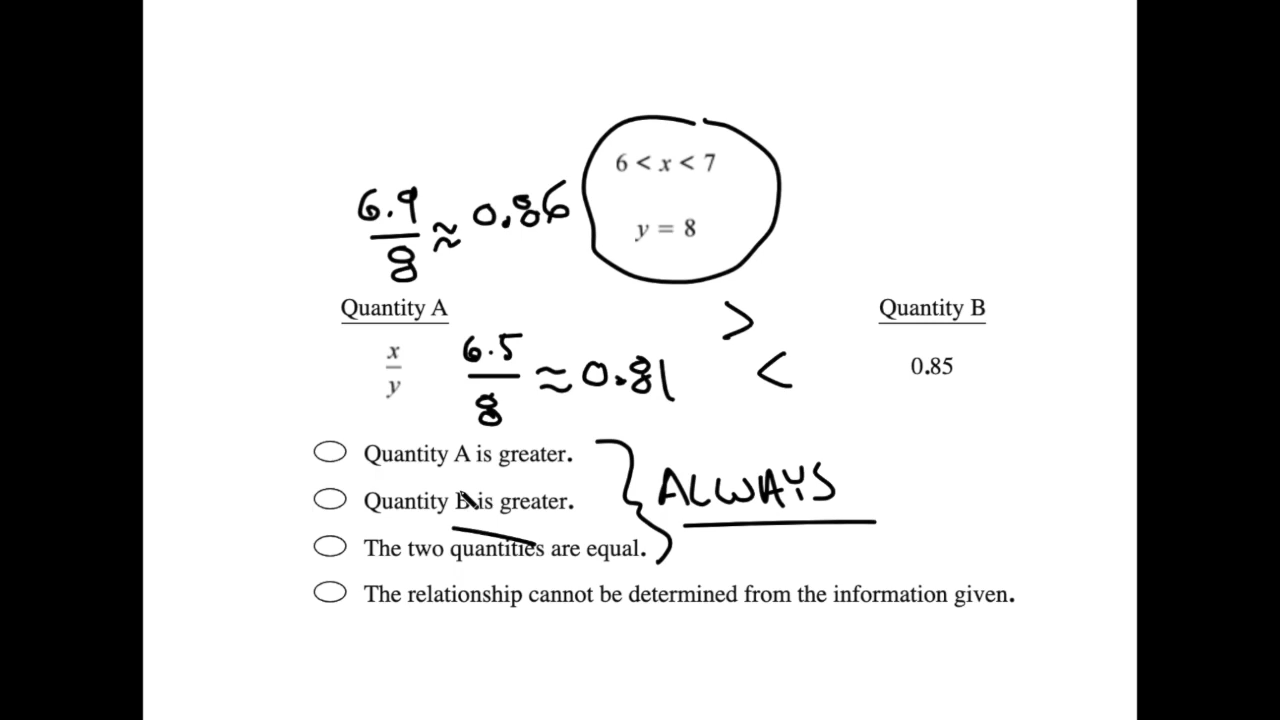 6 < x < 7
6.9/8 ≈ 0.86
y = 8
Quantity A
>
Quantity B
x/y
6.5/8 ≈ 0.81
<
0.85
Quantity A is greater.
Quantity B is greater.
ALWAYS
The two quantities are equal.
The relationship cannot be determined from the information given.